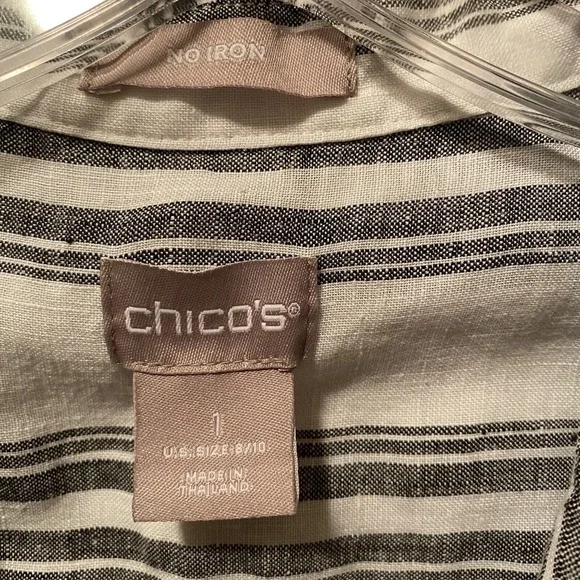 NO IRON
chico's®
1
U.S. SIZE 8/10
MADE IN
THAILAND